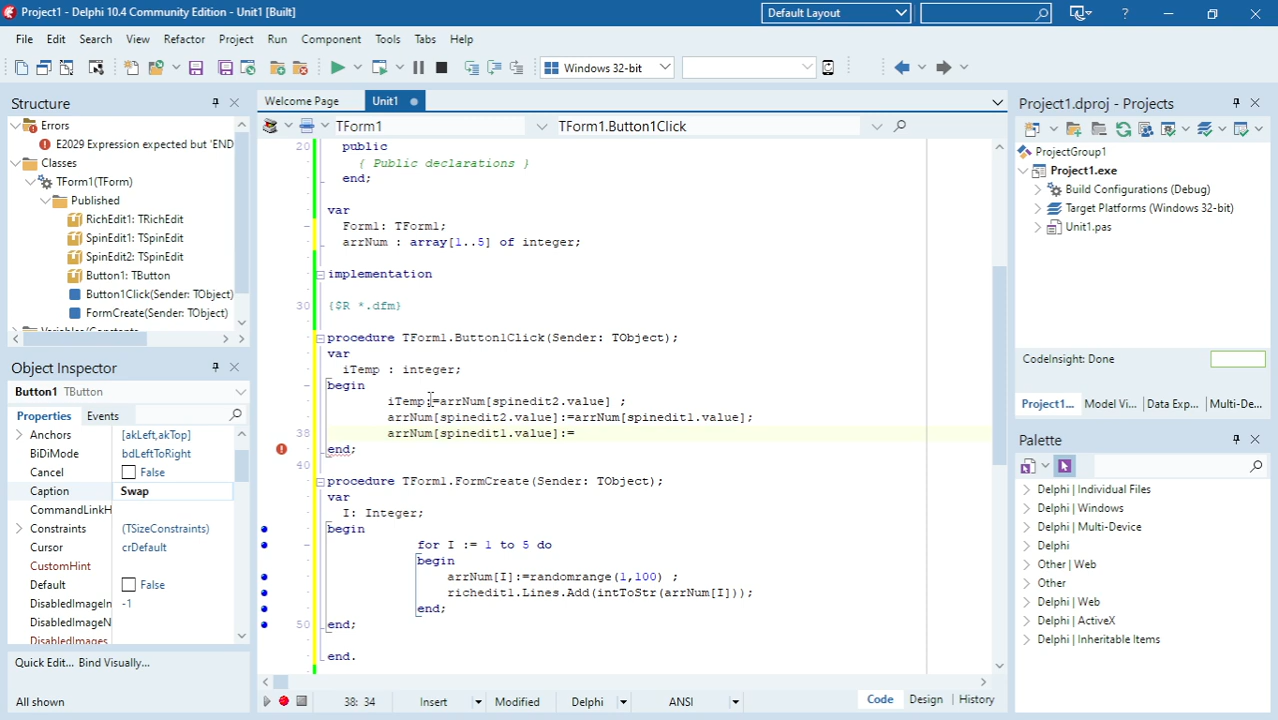 Project1 - Delphi 10.4 Community Edition - Unit1 [Built]
Default Layout
File Edit Search View Refactor Project Run Component Tools Tabs Help
Windows 32-bit
Structure
Errors
E2029 Expression expected but 'END
Classes
TForm1(TForm)
Published
RichEdit1: TRichEdit
SpinEdit1: TSpinEdit
SpinEdit2: TSpinEdit
Button1: TButton
Button1Click(Sender: TObject)
FormCreate(Sender: TObject)
Object Inspector
Button1 TButton
Properties Events
Anchors [akLeft,akTop]
BiDiMode bdLeftToRight
Cancel False
Caption Swap
CommandLinkH
Constraints (TSizeConstraints)
Cursor crDefault
CustomHint
Default False
DisabledImageIn -1
DisabledImageN
DisabledImages
Quick Edit... Bind Visually...
All shown
Welcome Page Unit1
TForm1 TForm1.Button1Click
20 public
{ Public declarations }
end;
var
Form1: TForm1;
arrNum : array[1..5] of integer;
implementation
30 {$R *.dfm}
procedure TForm1.Button1Click(Sender: TObject);
var
iTemp : integer;
begin
iTemp:=arrNum[spinedit2.value] ;
arrNum[spinedit2.value]:=arrNum[spinedit1.value];
38 arrNum[spinedit1.value]:=
end;
40
procedure TForm1.FormCreate(Sender: TObject);
var
I: Integer;
begin
for I := 1 to 5 do
begin
arrNum[I]:=randomrange(1,100) ;
richedit1.Lines.Add(intToStr(arrNum[I]));
end;
50 end;
end.
38: 34 Insert Modified Delphi ANSI Code Design History
Project1.dproj - Projects
ProjectGroup1
Project1.exe
Build Configurations (Debug)
Target Platforms (Windows 32-bit)
Unit1.pas
CodeInsight: Done
Project1... Model Vi... Data Exp... Multi-De...
Palette
Delphi | Individual Files
Delphi | Windows
Delphi | Multi-Device
Delphi
Other | Web
Other
Delphi | Web
Delphi | ActiveX
Delphi | Inheritable Items